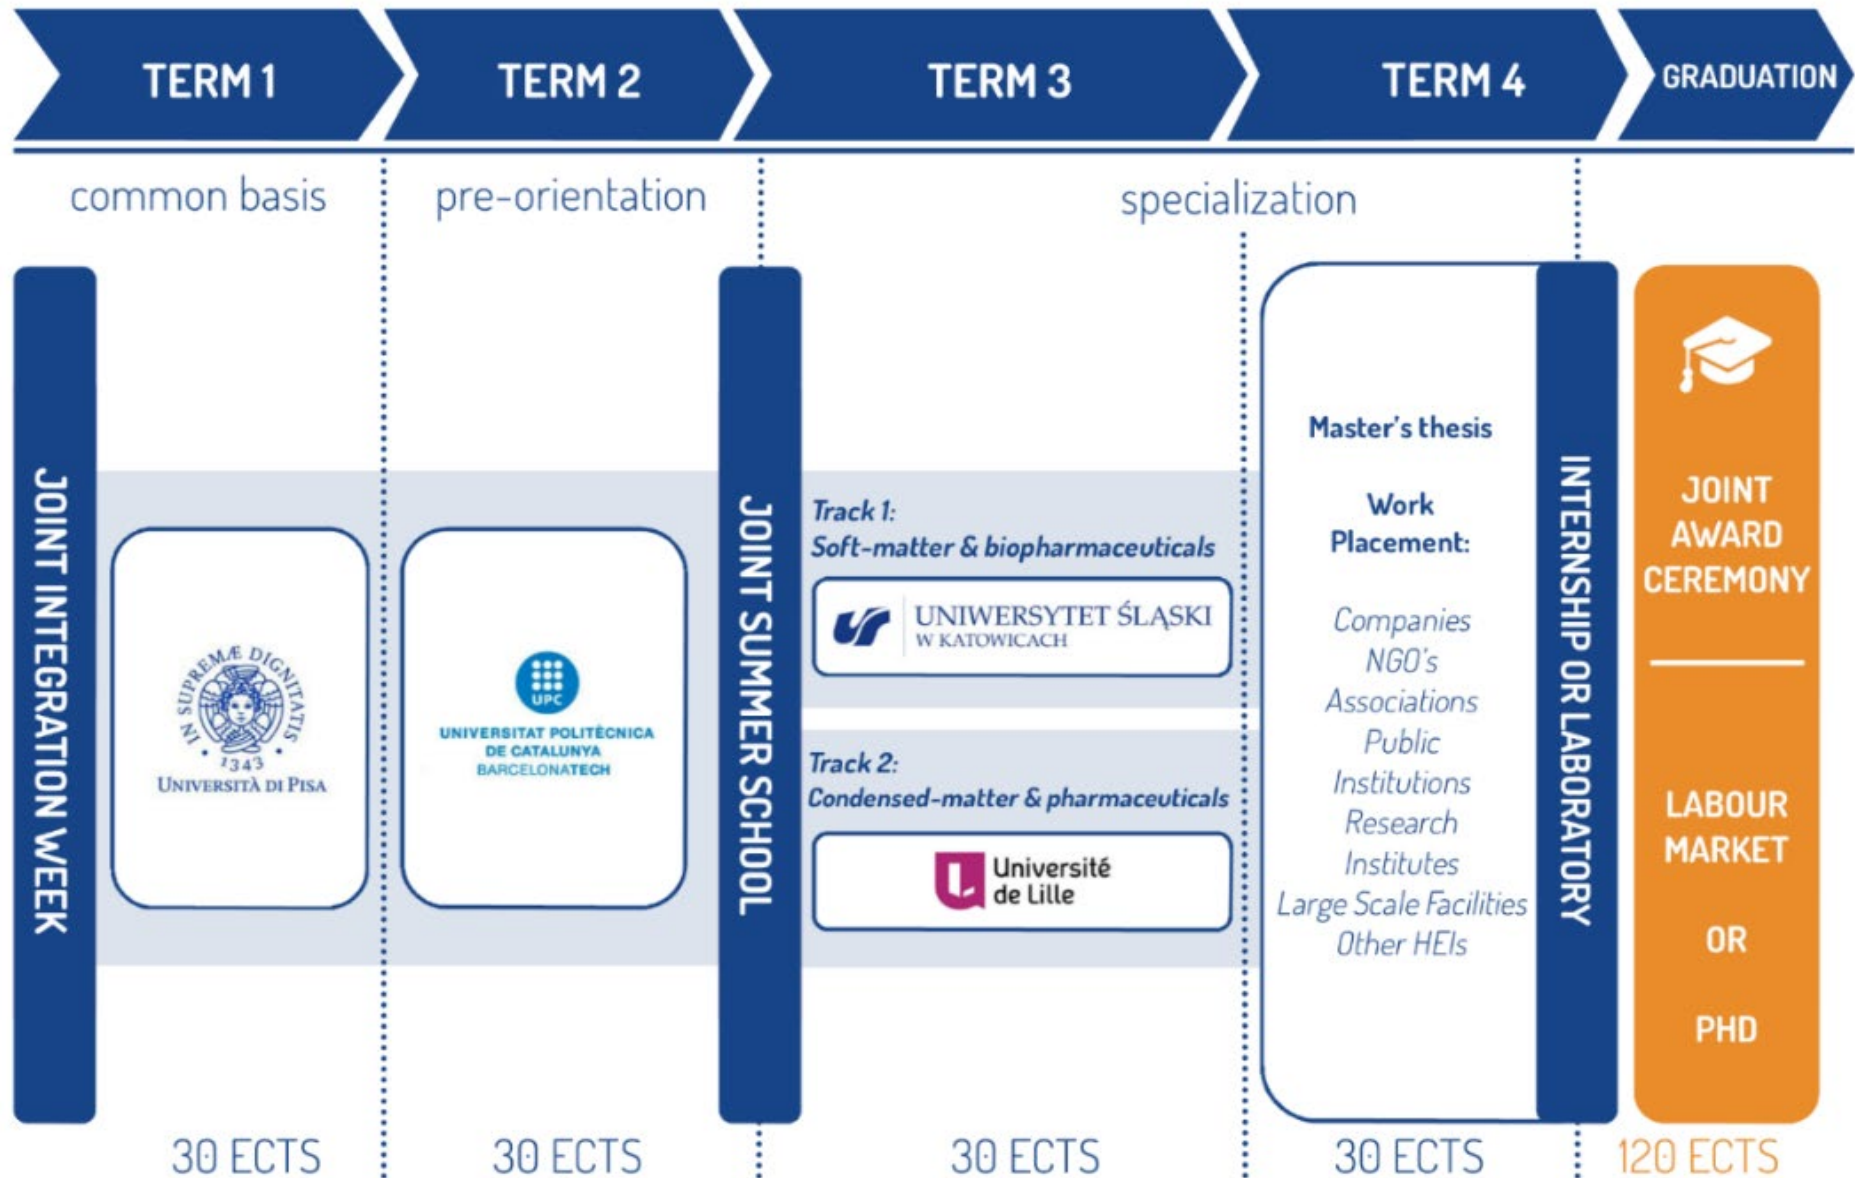 TERM 1
TERM 2
TERM 3
TERM 4
GRADUATION
common basis
pre-orientation
specialization
JOINT INTEGRATION WEEK
IN SUPREMÆ DIGNITATIS
· 1343 ·
UNIVERSITÀ DI PISA
UPC
UNIVERSITAT POLITÈCNICA
DE CATALUNYA
BARCELONATECH
JOINT SUMMER SCHOOL
Track 1:
Soft-matter & biopharmaceuticals
UNIWERSYTET ŚLĄSKI
W KATOWICACH
Track 2:
Condensed-matter & pharmaceuticals
Université
de Lille
Master's thesis
Work
Placement:
Companies
NGO's
Associations
Public
Institutions
Research
Institutes
Large Scale Facilities
Other HEIs
INTERNSHIP OR LABORATORY
JOINT
AWARD
CEREMONY
LABOUR
MARKET
OR
PHD
30 ECTS
30 ECTS
30 ECTS
30 ECTS
120 ECTS